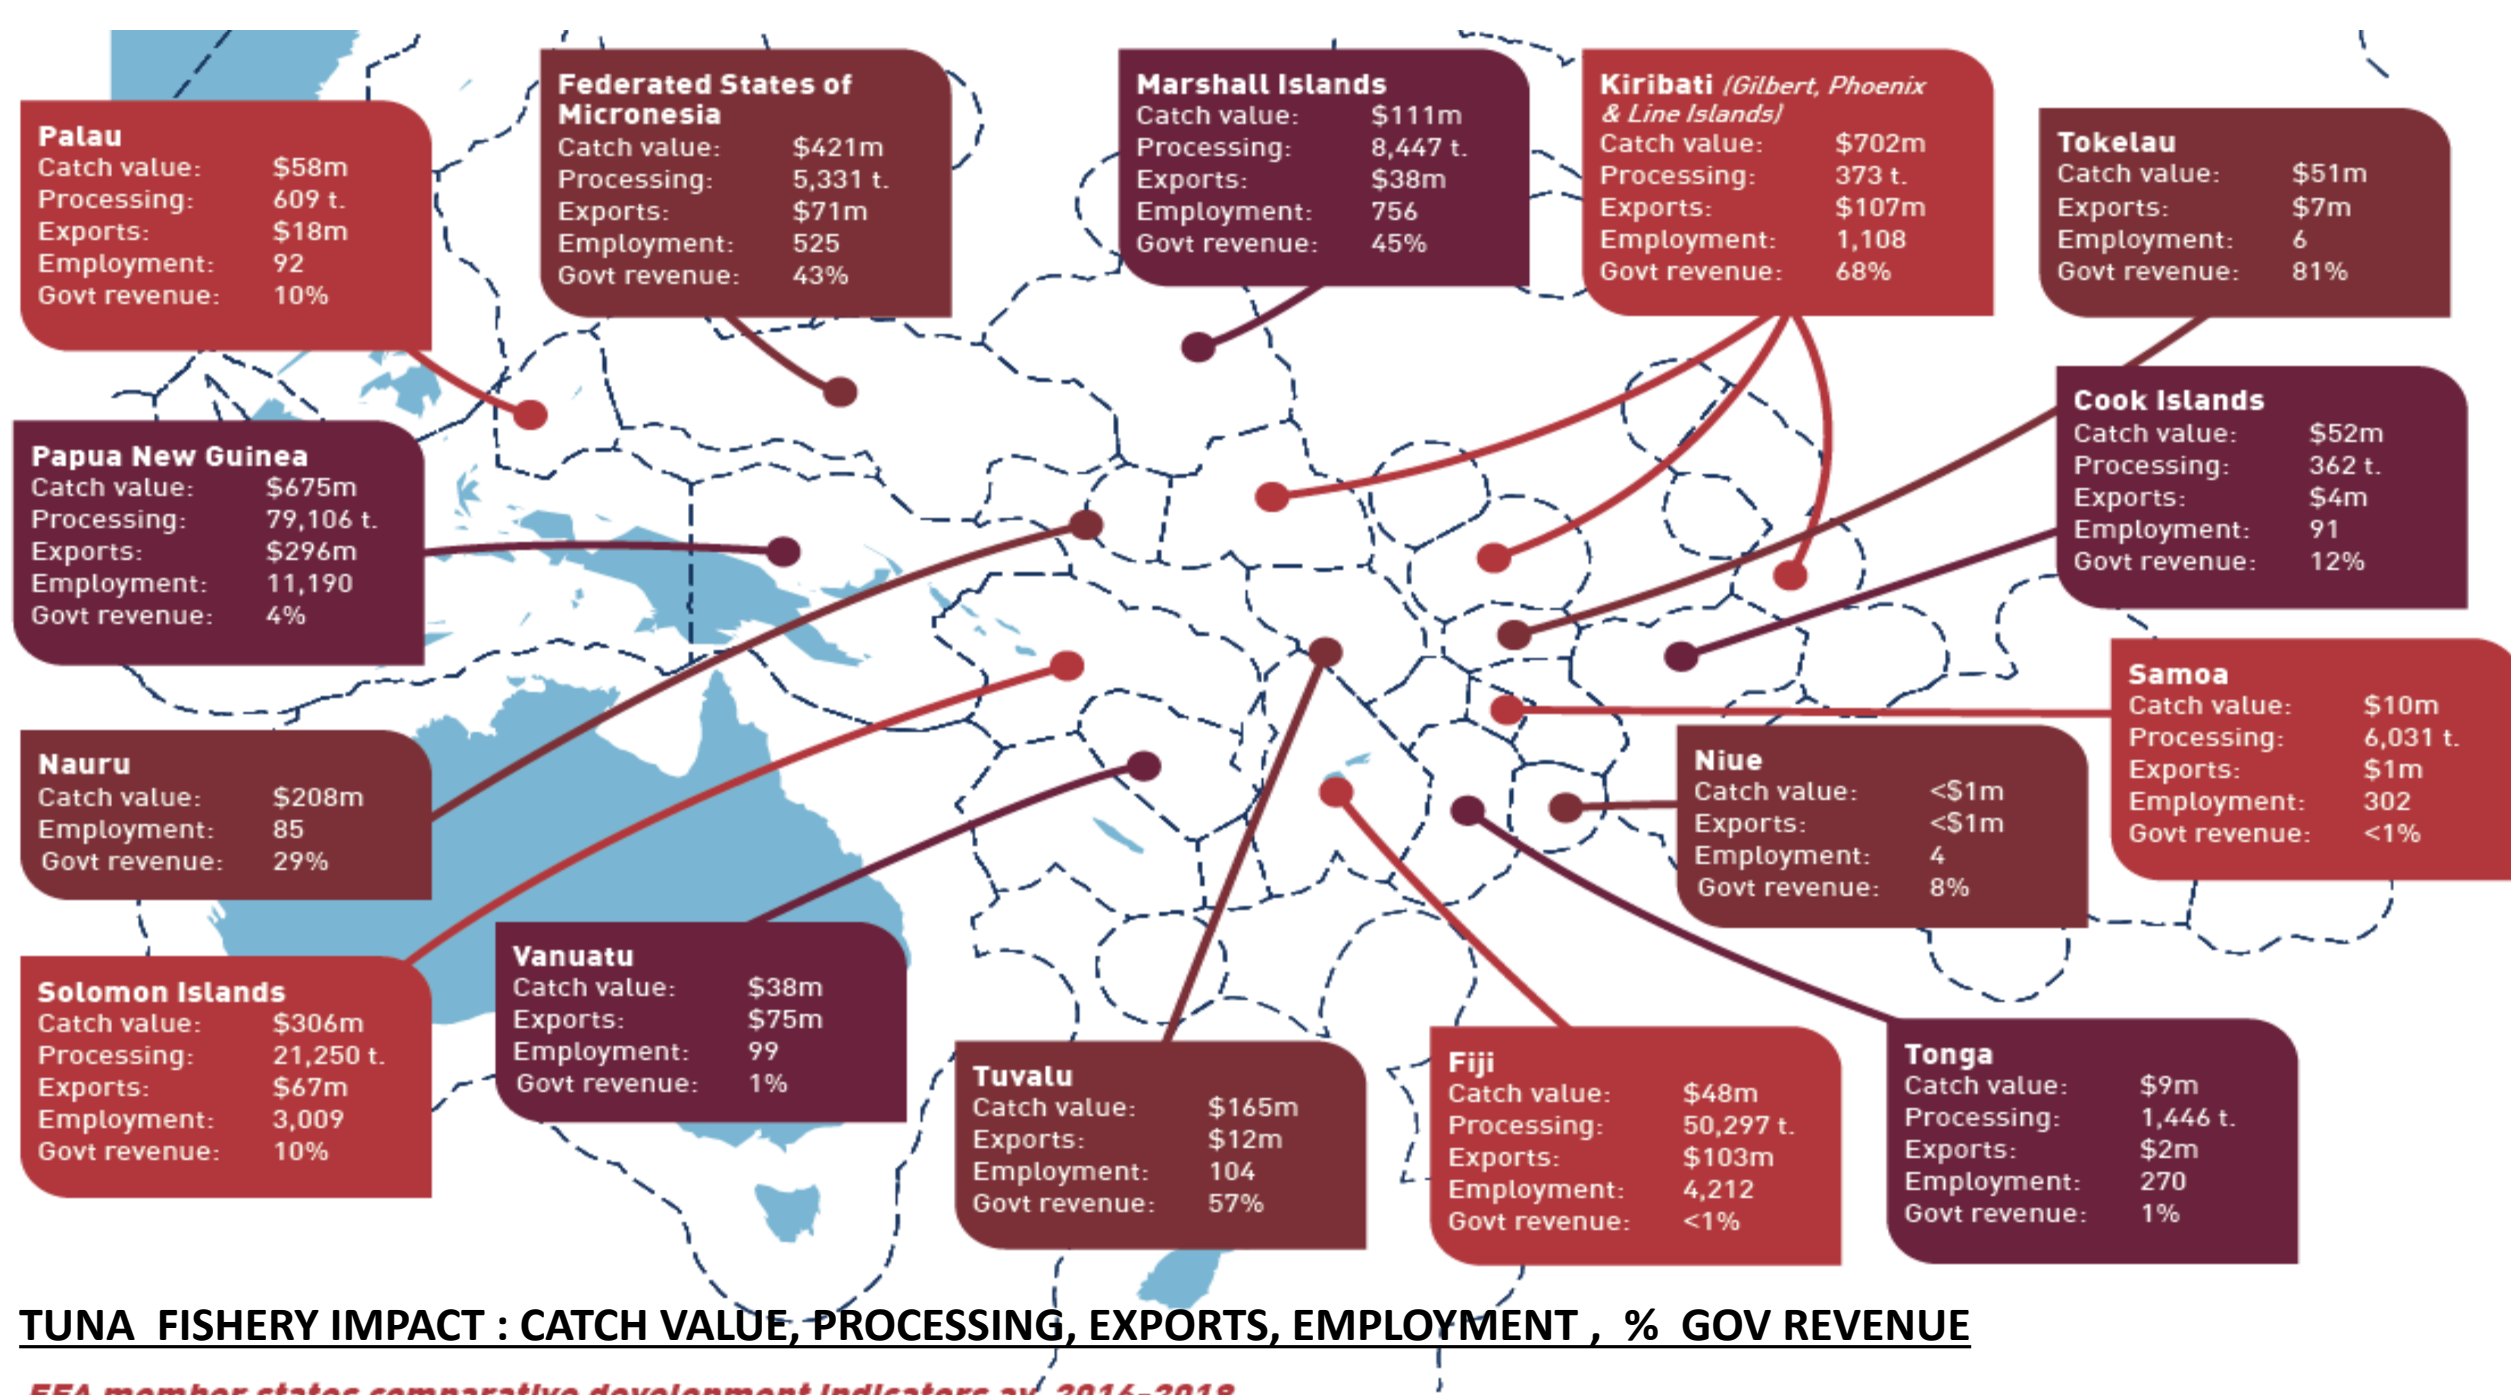 Palau
Catch value: $58m
Processing: 609 t.
Exports: $18m
Employment: 92
Govt revenue: 10%
Federated States of
Micronesia
Catch value: $421m
Processing: 5,331 t.
Exports: $71m
Employment: 525
Govt revenue: 43%
Marshall Islands
Catch value: $111m
Processing: 8,447 t.
Exports: $38m
Employment: 756
Govt revenue: 45%
Kiribati (Gilbert, Phoenix
& Line Islands)
Catch value: $702m
Processing: 373 t.
Exports: $107m
Employment: 1,108
Govt revenue: 68%
Tokelau
Catch value: $51m
Exports: $7m
Employment: 6
Govt revenue: 81%
Papua New Guinea
Catch value: $675m
Processing: 79,106 t.
Exports: $296m
Employment: 11,190
Govt revenue: 4%
Cook Islands
Catch value: $52m
Processing: 362 t.
Exports: $4m
Employment: 91
Govt revenue: 12%
Nauru
Catch value: $208m
Employment: 85
Govt revenue: 29%
Niue
Catch value: <$1m
Exports: <$1m
Employment: 4
Govt revenue: 8%
Samoa
Catch value: $10m
Processing: 6,031 t.
Exports: $1m
Employment: 302
Govt revenue: <1%
Solomon Islands
Catch value: $306m
Processing: 21,250 t.
Exports: $67m
Employment: 3,009
Govt revenue: 10%
Vanuatu
Catch value: $38m
Exports: $75m
Employment: 99
Govt revenue: 1%
Tuvalu
Catch value: $165m
Exports: $12m
Employment: 104
Govt revenue: 57%
Fiji
Catch value: $48m
Processing: 50,297 t.
Exports: $103m
Employment: 4,212
Govt revenue: <1%
Tonga
Catch value: $9m
Processing: 1,446 t.
Exports: $2m
Employment: 270
Govt revenue: 1%
TUNA FISHERY IMPACT : CATCH VALUE, PROCESSING, EXPORTS, EMPLOYMENT , % GOV REVENUE
FFA member states comparative development indicators av. 2016-2018